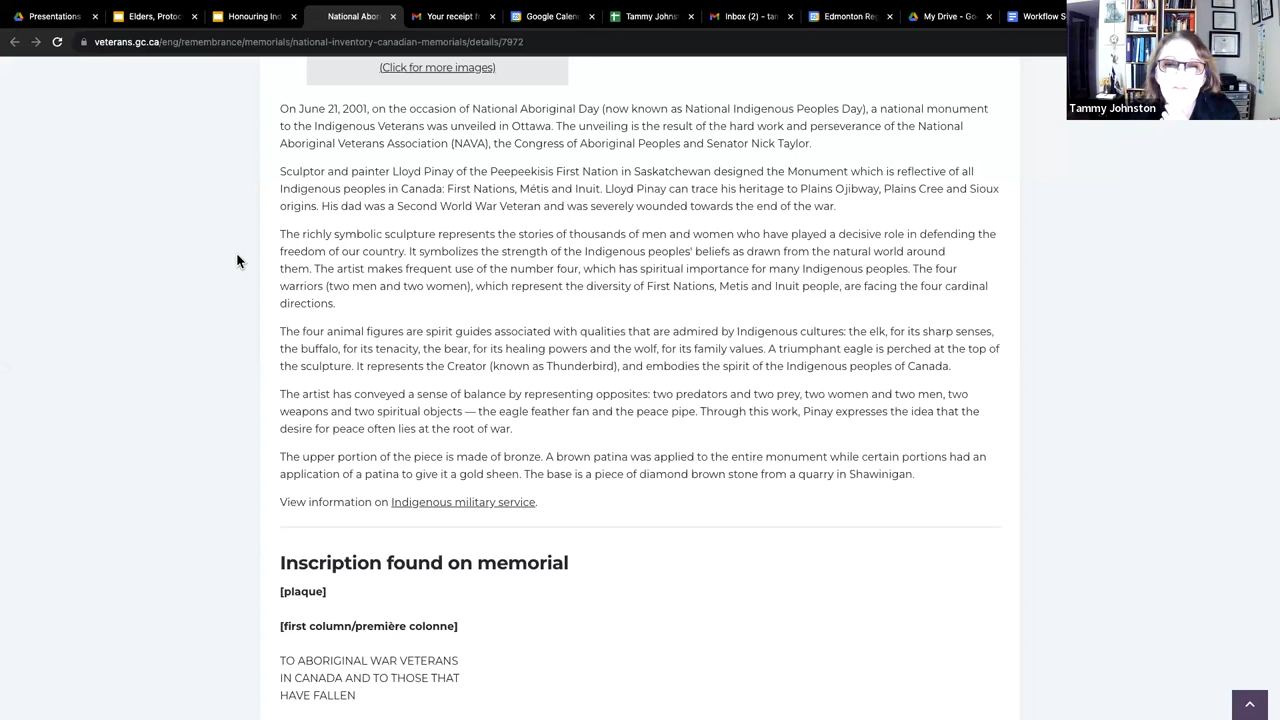 Presentations
Elders, Proto
Honouring Ind
National Abor
Your receipt f
Google Calen
Tammy Johns
Inbox (2) – tan
Edmonton Re
My Drive - Go
Workflow S
veterans.gc.ca/eng/remembrance/memorials/national-inventory-canadian-memorials/details/7972
Tammy Johnston
(Click for more images)
On June 21, 2001, on the occasion of National Aboriginal Day (now known as National Indigenous Peoples Day), a national monument
to the Indigenous Veterans was unveiled in Ottawa. The unveiling is the result of the hard work and perseverance of the National
Aboriginal Veterans Association (NAVA), the Congress of Aboriginal Peoples and Senator Nick Taylor.
Sculptor and painter Lloyd Pinay of the Peepeekisis First Nation in Saskatchewan designed the Monument which is reflective of all
Indigenous peoples in Canada: First Nations, Métis and Inuit. Lloyd Pinay can trace his heritage to Plains Ojibway, Plains Cree and Sioux
origins. His dad was a Second World War Veteran and was severely wounded towards the end of the war.
The richly symbolic sculpture represents the stories of thousands of men and women who have played a decisive role in defending the
freedom of our country. It symbolizes the strength of the Indigenous peoples' beliefs as drawn from the natural world around
them. The artist makes frequent use of the number four, which has spiritual importance for many Indigenous peoples. The four
warriors (two men and two women), which represent the diversity of First Nations, Metis and Inuit people, are facing the four cardinal
directions.
The four animal figures are spirit guides associated with qualities that are admired by Indigenous cultures: the elk, for its sharp senses,
the buffalo, for its tenacity, the bear, for its healing powers and the wolf, for its family values. A triumphant eagle is perched at the top of
the sculpture. It represents the Creator (known as Thunderbird), and embodies the spirit of the Indigenous peoples of Canada.
The artist has conveyed a sense of balance by representing opposites: two predators and two prey, two women and two men, two
weapons and two spiritual objects — the eagle feather fan and the peace pipe. Through this work, Pinay expresses the idea that the
desire for peace often lies at the root of war.
The upper portion of the piece is made of bronze. A brown patina was applied to the entire monument while certain portions had an
application of a patina to give it a gold sheen. The base is a piece of diamond brown stone from a quarry in Shawinigan.
View information on Indigenous military service.
Inscription found on memorial
[plaque]
[first column/première colonne]
TO ABORIGINAL WAR VETERANS
IN CANADA AND TO THOSE THAT
HAVE FALLEN